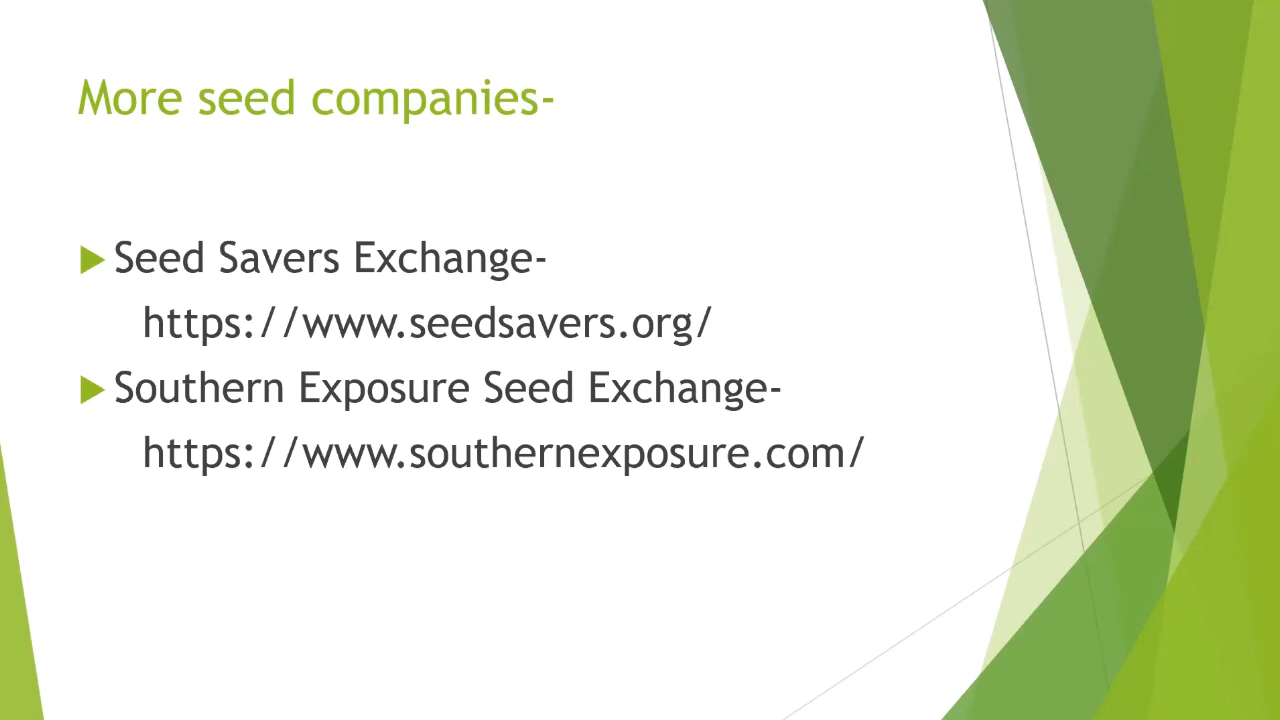 More seed companies-
Seed Savers Exchange-
https://www.seedsavers.org/
Southern Exposure Seed Exchange-
https://www.southernexposure.com/